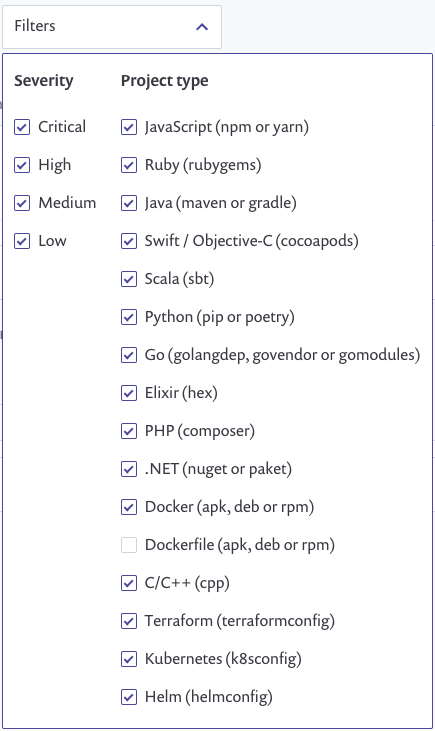 Filters
Severity
Critical
High
Medium
Low
Project type
JavaScript (npm or yarn)
Ruby (rubygems)
Java (maven or gradle)
Swift / Objective-C (cocoapods)
Scala (sbt)
Python (pip or poetry)
Go (golangdep, govendor or gomodules)
Elixir (hex)
PHP (composer)
.NET (nuget or paket)
Docker (apk, deb or rpm)
Dockerfile (apk, deb or rpm)
C/C++ (cpp)
Terraform (terraformconfig)
Kubernetes (k8sconfig)
Helm (helmconfig)